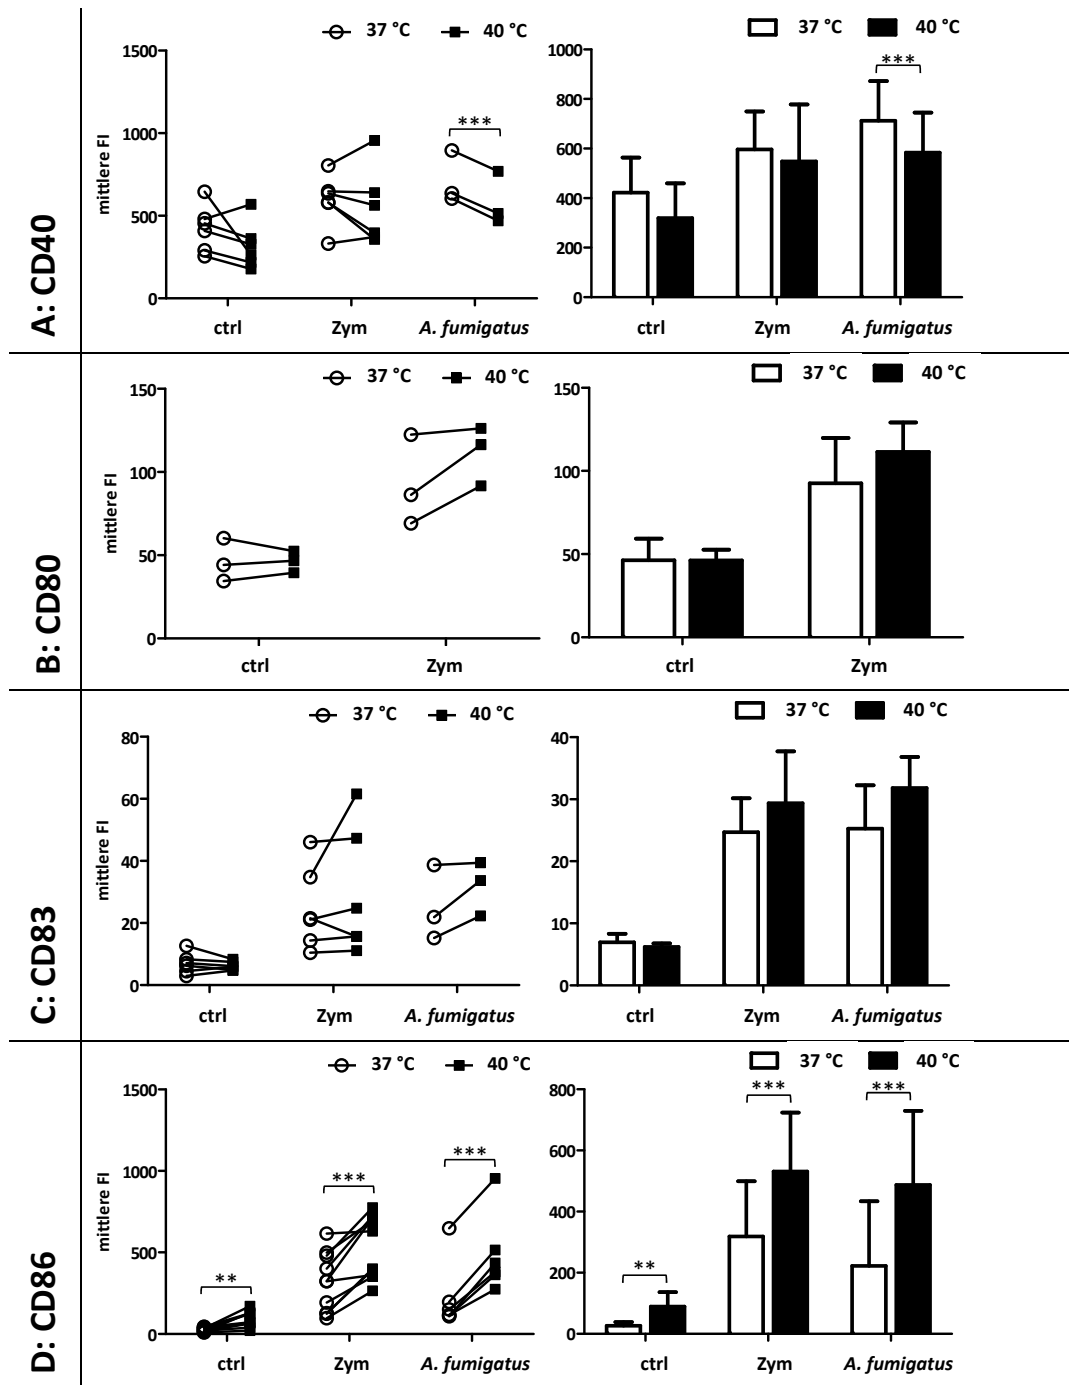 A: CD40
37 °C 40 °C
mittlere FI
1500
1000
500
0
***
ctrl Zym A. fumigatus
37 °C 40 °C
1000
800
600
400
200
0
***
ctrl Zym A. fumigatus
B: CD80
37 °C 40 °C
mittlere FI
150
100
50
0
ctrl Zym
37 °C 40 °C
150
100
50
0
ctrl Zym
C: CD83
37 °C 40 °C
mittlere FI
80
60
40
20
0
ctrl Zym A. fumigatus
37 °C 40 °C
40
30
20
10
0
ctrl Zym A. fumigatus
D: CD86
37 °C 40 °C
mittlere FI
1500
1000
500
0
** *** ***
ctrl Zym A. fumigatus
37 °C 40 °C
800
600
400
200
0
** *** ***
ctrl Zym A. fumigatus